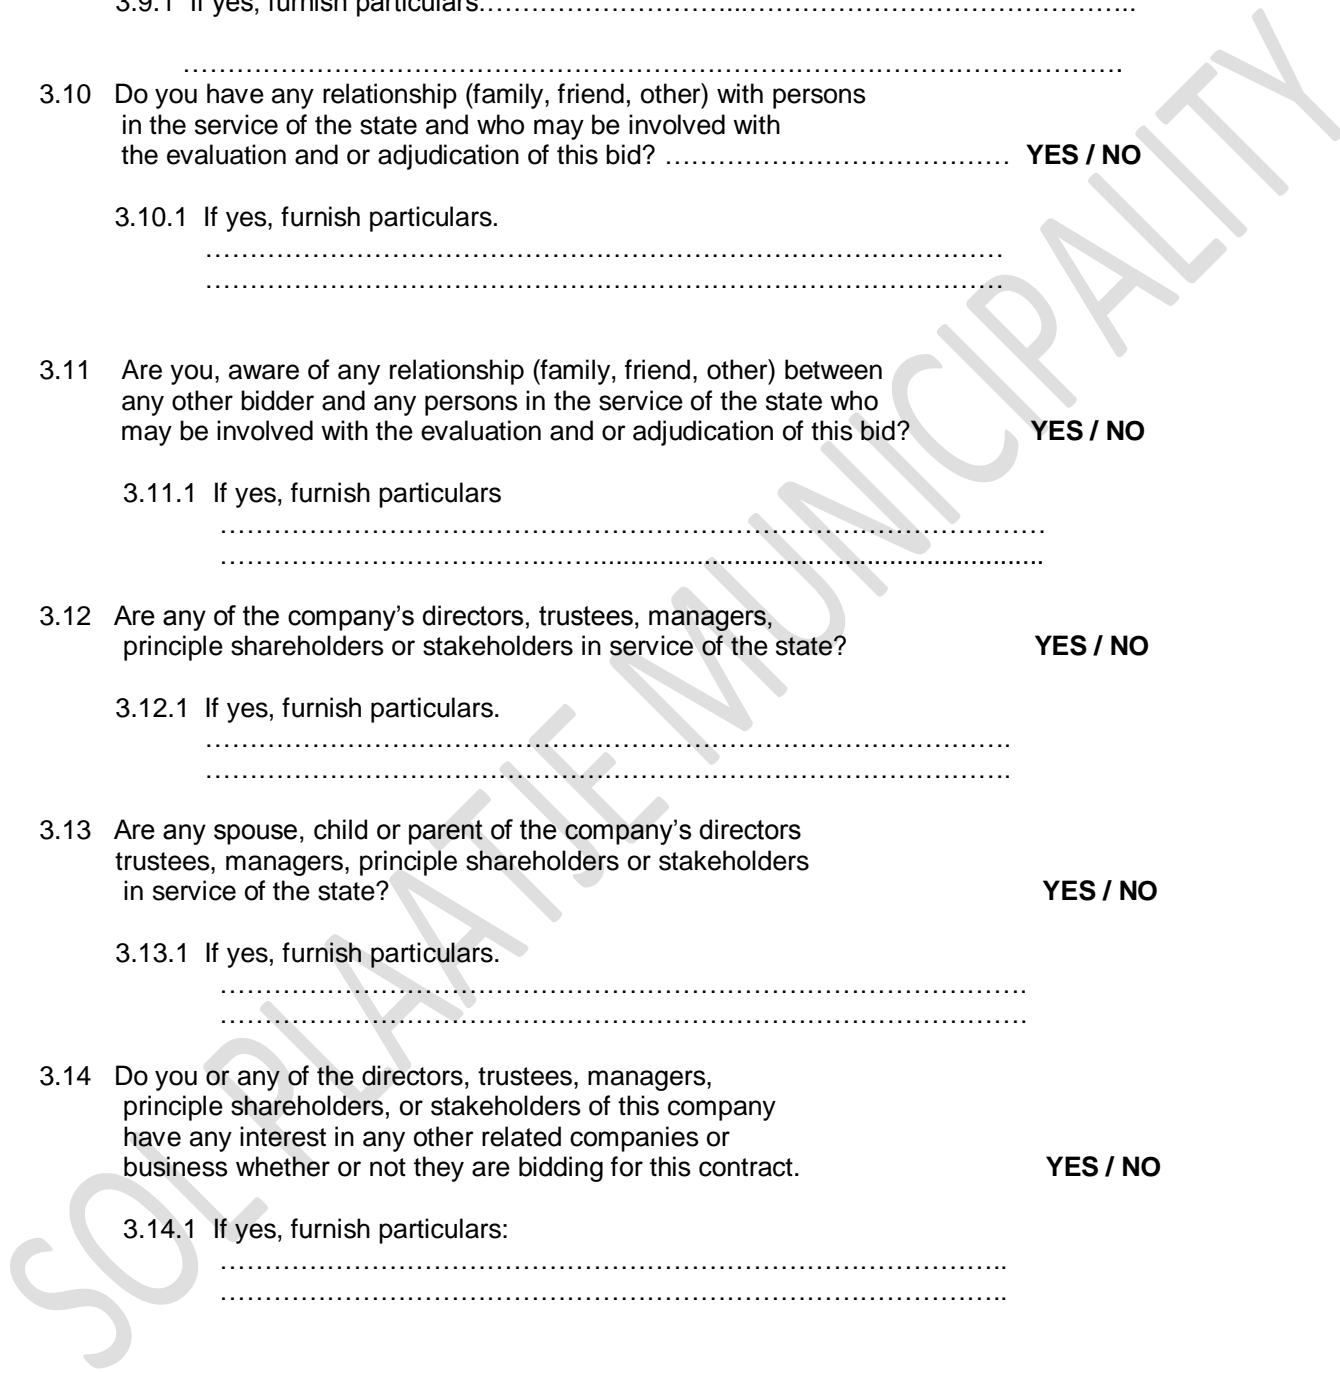 3.9.1 If yes, furnish particulars.…………………………...……………………………………..
…………………………………………………………………………………………….
3.10 Do you have any relationship (family, friend, other) with persons
in the service of the state and who may be involved with
the evaluation and or adjudication of this bid? ………………………………… YES / NO
3.10.1 If yes, furnish particulars.
………………………………………………………………………………
………………………………………………………………………………
3.11 Are you, aware of any relationship (family, friend, other) between
any other bidder and any persons in the service of the state who
may be involved with the evaluation and or adjudication of this bid? YES / NO
3.11.1 If yes, furnish particulars
…………………………………………………………………………………
…………………………………….............................................................
3.12 Are any of the company’s directors, trustees, managers,
principle shareholders or stakeholders in service of the state? YES / NO
3.12.1 If yes, furnish particulars.
……………………………………………………………………………….
……………………………………………………………………………….
3.13 Are any spouse, child or parent of the company’s directors
trustees, managers, principle shareholders or stakeholders
in service of the state? YES / NO
3.13.1 If yes, furnish particulars.
……………………………………………………………………………….
……………………………………………………………………………….
3.14 Do you or any of the directors, trustees, managers,
principle shareholders, or stakeholders of this company
have any interest in any other related companies or
business whether or not they are bidding for this contract. YES / NO
3.14.1 If yes, furnish particulars:
……………………………………………………………………………..
……………………………………………………………………………..
SOL PLAATJE MUNICIPALITY